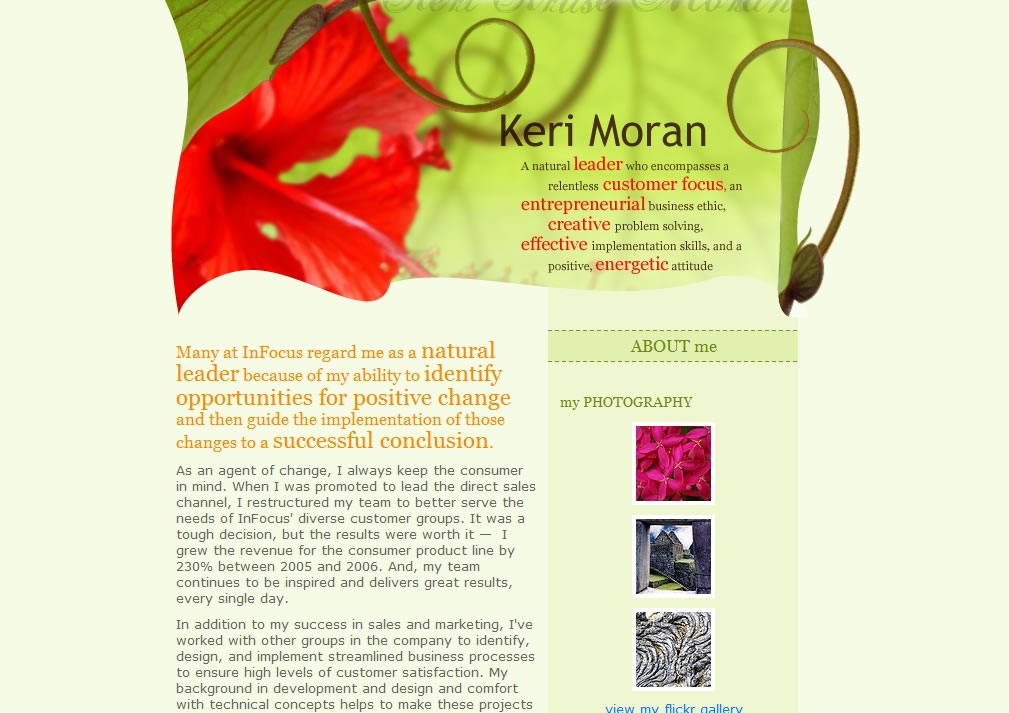 Keri Kruse Moran
Keri Moran
A natural leader who encompasses a
relentless customer focus, an
entrepreneurial business ethic,
creative problem solving,
effective implementation skills, and a
positive, energetic attitude
Many at InFocus regard me as a natural
leader because of my ability to identify
opportunities for positive change
and then guide the implementation of those
changes to a successful conclusion.
As an agent of change, I always keep the consumer
in mind. When I was promoted to lead the direct sales
channel, I restructured my team to better serve the
needs of InFocus' diverse customer groups. It was a
tough decision, but the results were worth it — I
grew the revenue for the consumer product line by
230% between 2005 and 2006. And, my team
continues to be inspired and delivers great results,
every single day.
In addition to my success in sales and marketing, I've
worked with other groups in the company to identify,
design, and implement streamlined business processes
to ensure high levels of customer satisfaction. My
background in development and design and comfort
with technical concepts helps to make these projects
ABOUT me
my PHOTOGRAPHY
view my flickr gallery